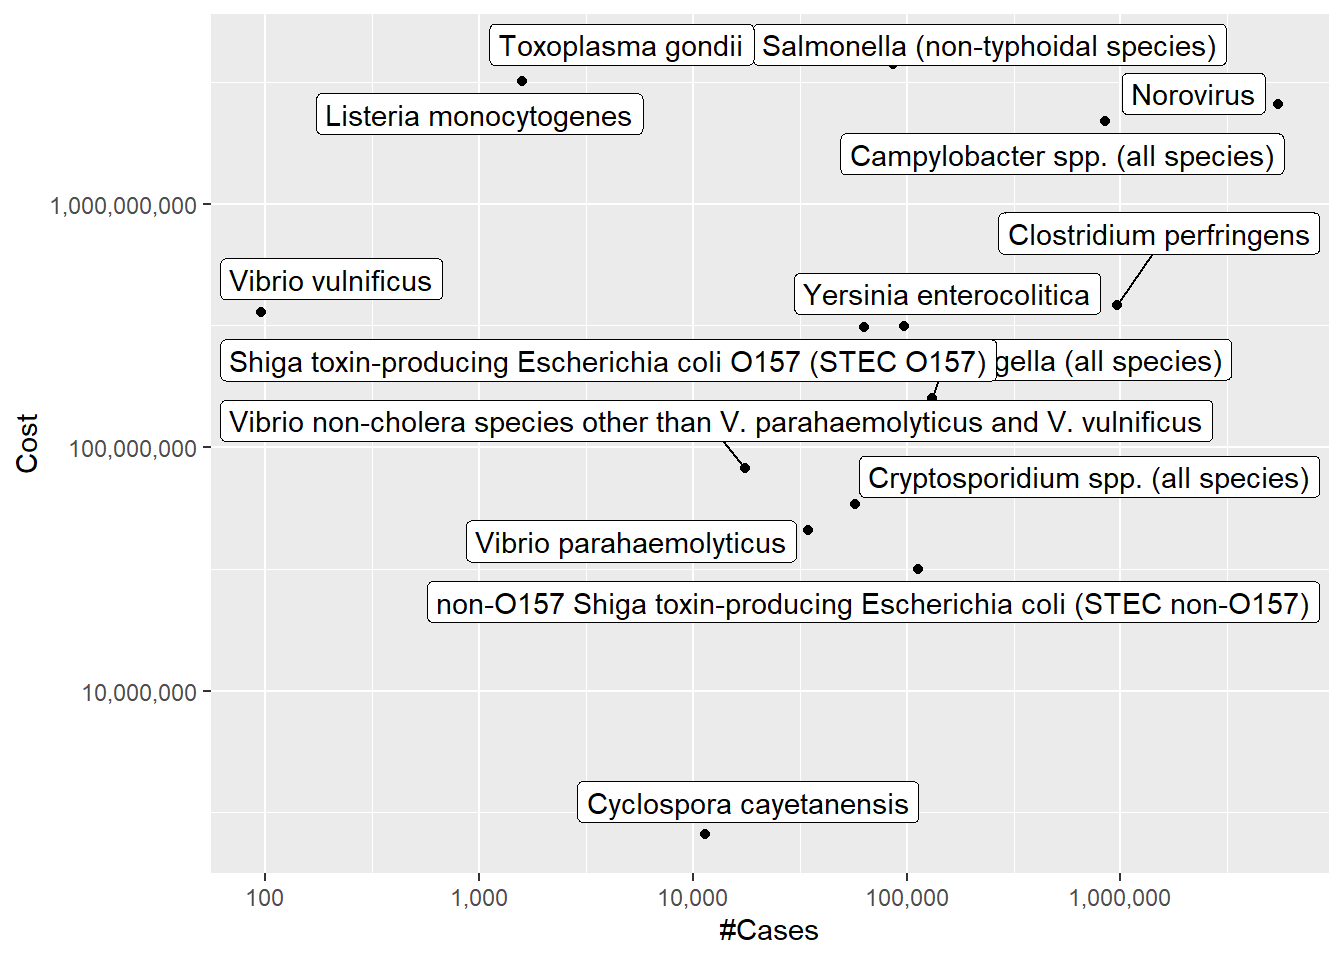 Toxoplasma gondii
Salmonella (non-typhoidal species)
Norovirus
Listeria monocytogenes
Campylobacter spp. (all species)
1,000,000,000
Clostridium perfringens
Vibrio vulnificus
Yersinia enterocolitica
Shiga toxin-producing Escherichia coli O157 (STEC O157)
(all species)
Vibrio non-cholera species other than V. parahaemolyticus and V. vulnificus
Cost
100,000,000
Cryptosporidium spp. (all species)
Vibrio parahaemolyticus
non-O157 Shiga toxin-producing Escherichia coli (STEC non-O157)
10,000,000
Cyclospora cayetanensis
100
1,000
10,000
100,000
1,000,000
#Cases